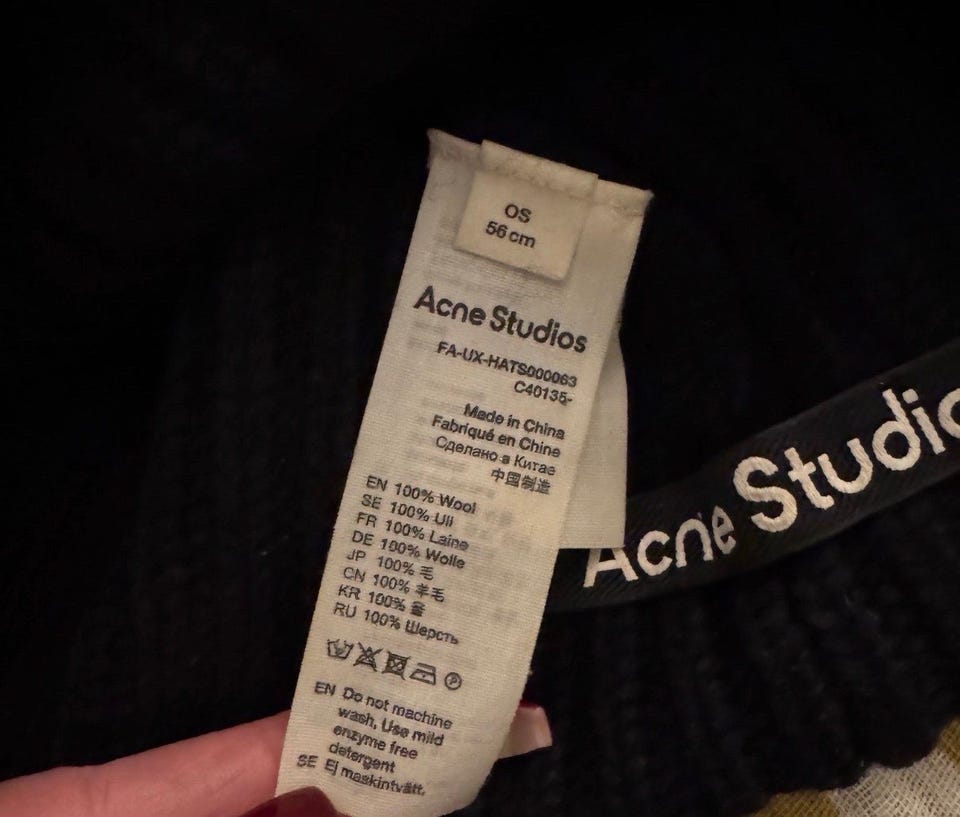 OS
56 cm
Acne Studios
FA-UX-HATS000063
C40135-
Made in China
Fabriqué en Chine
Сделано в Китае
中国制造
EN 100% Wool
SE 100% Ull
FR 100% Laine
DE 100% Wolle
JP 100% 毛
CN 100% 羊毛
KR 100% 울
RU 100% Шерсть
P
EN Do not machine
wash. Use mild
enzyme free
detergent
SE Ej maskintvätt.
Acne Studio